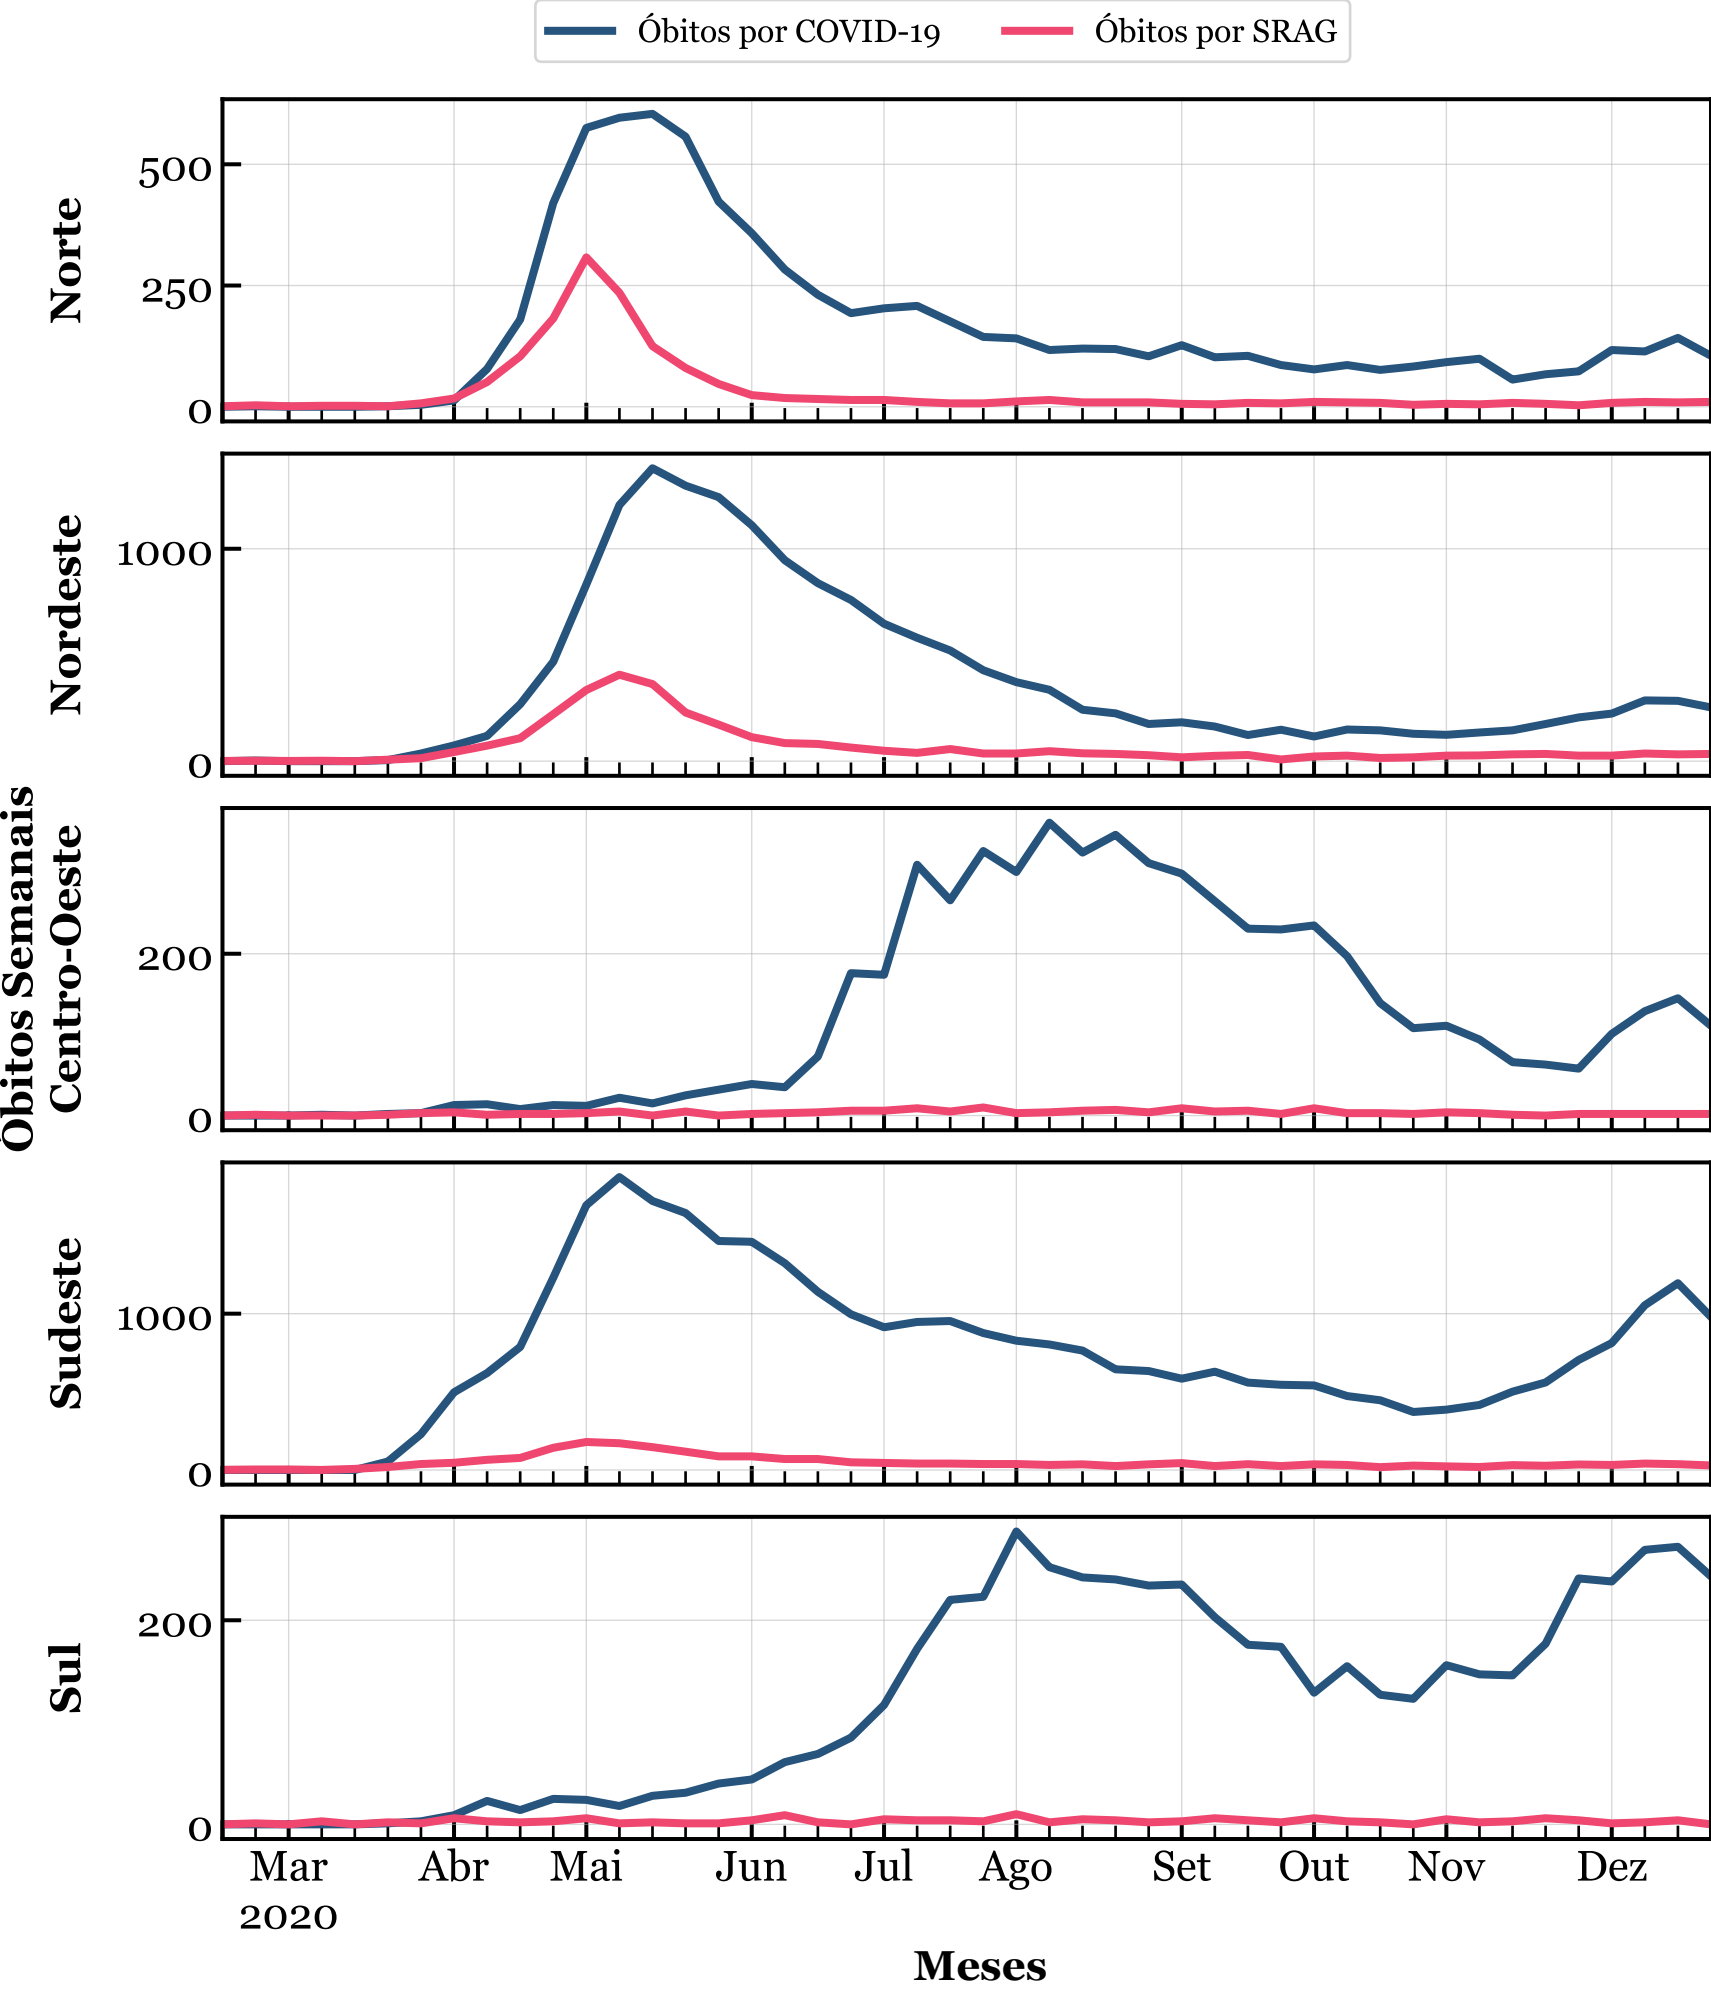 Óbitos por COVID-19
Óbitos por SRAG
Óbitos Semanais
Norte
500
250
0
Nordeste
1000
0
Centro-Oeste
200
0
Sudeste
1000
0
Sul
200
0
Mar Abr Mai Jun Jul Ago Set Out Nov Dez
2020
Meses